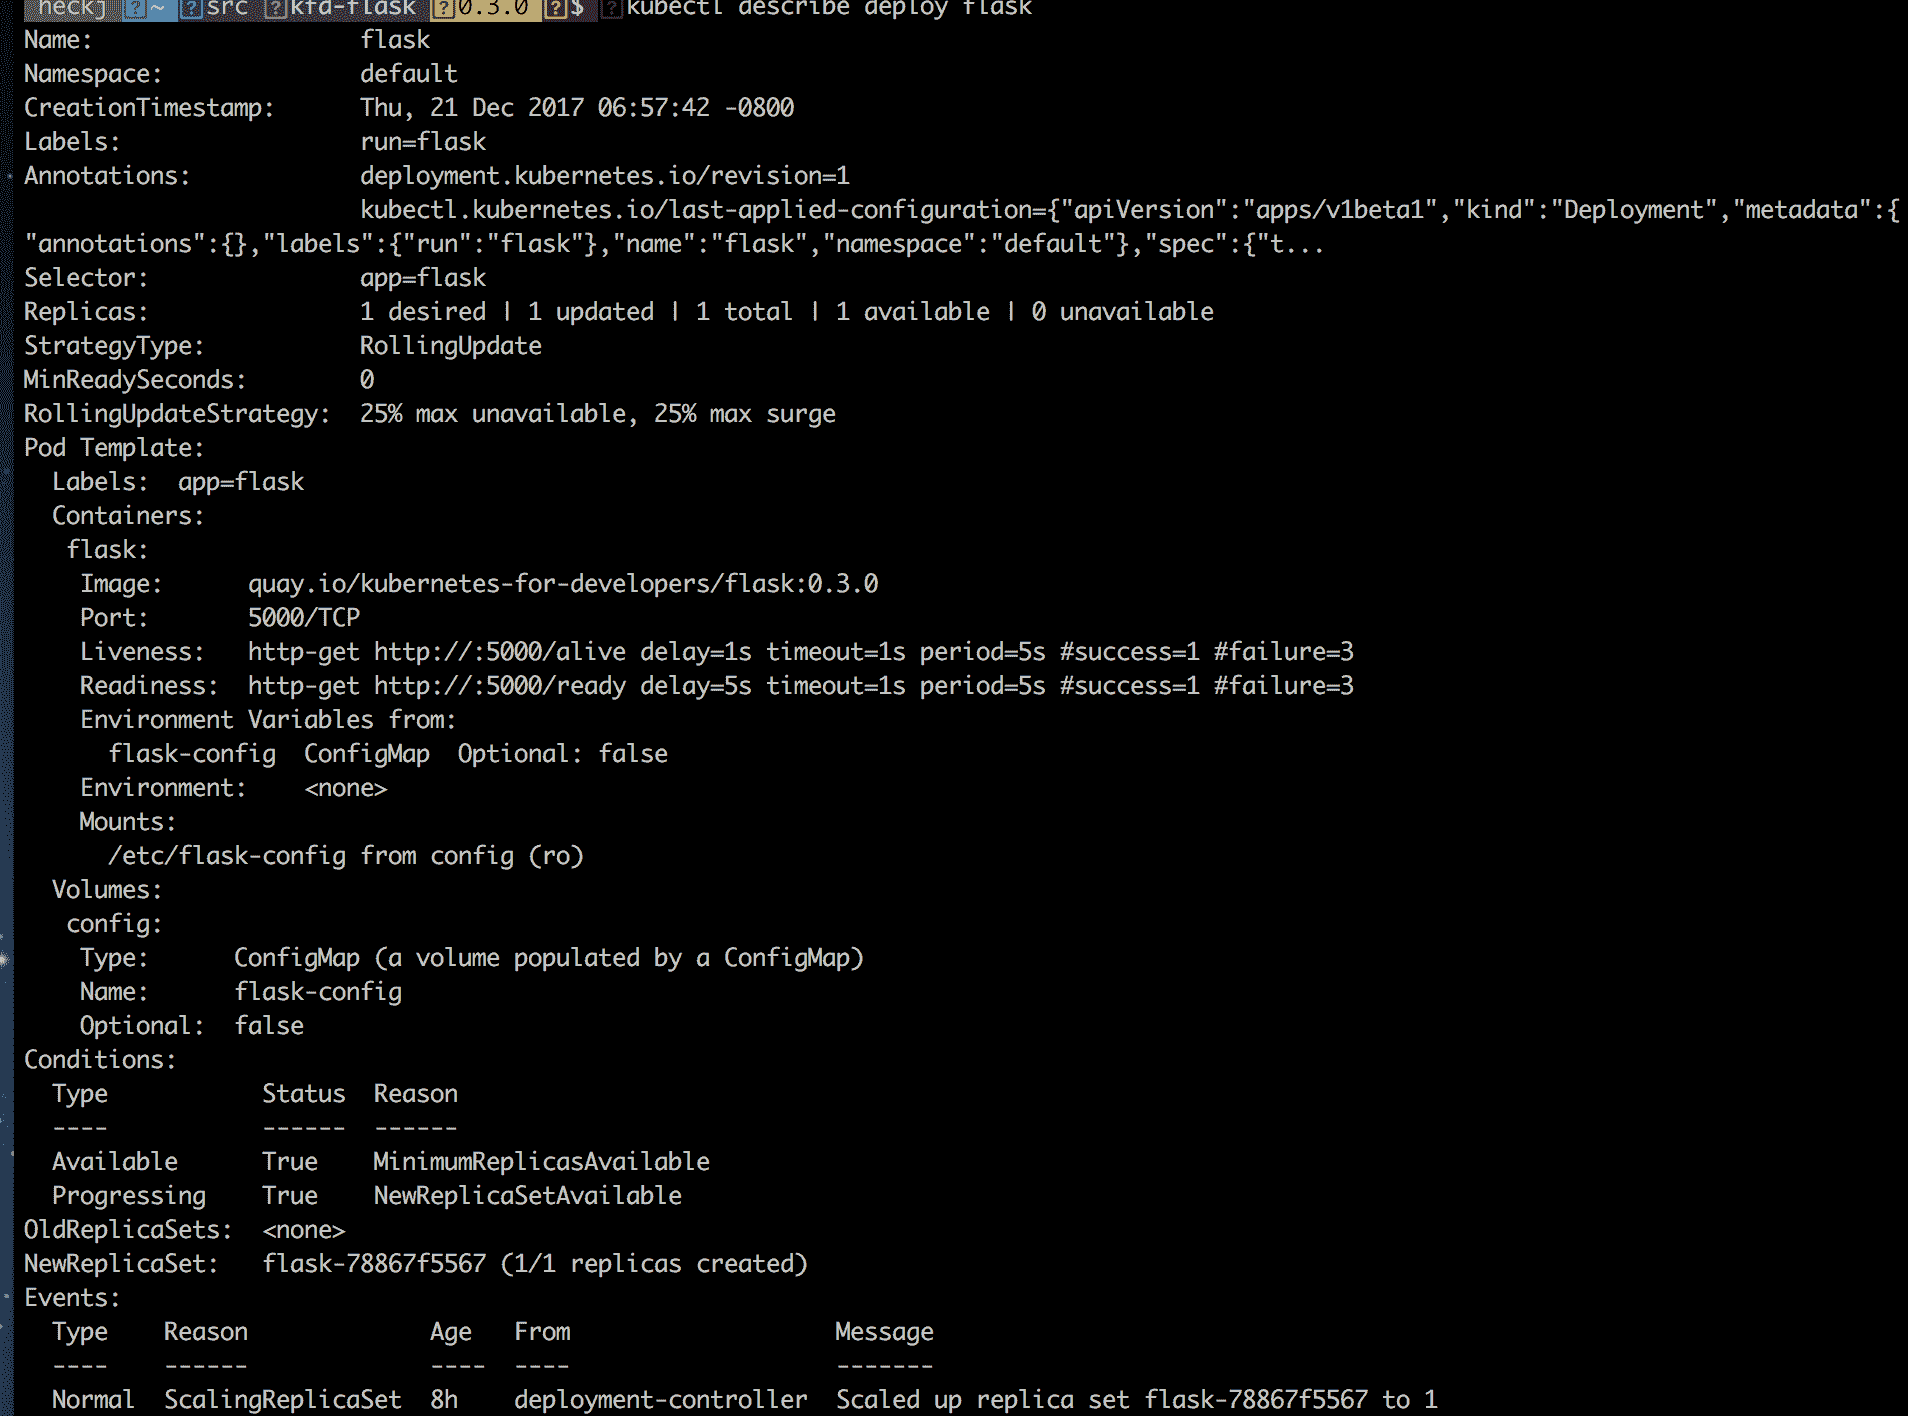 heckj ~ src kfd-flask 0.3.0 $ kubectl describe deploy flask
Name:                   flask
Namespace:              default
CreationTimestamp:      Thu, 21 Dec 2017 06:57:42 -0800
Labels:                 run=flask
Annotations:            deployment.kubernetes.io/revision=1
                        kubectl.kubernetes.io/last-applied-configuration={"apiVersion":"apps/v1beta1","kind":"Deployment","metadata":{
"annotations":{},"labels":{"run":"flask"},"name":"flask","namespace":"default"},"spec":{"t...
Selector:               app=flask
Replicas:               1 desired | 1 updated | 1 total | 1 available | 0 unavailable
StrategyType:           RollingUpdate
MinReadySeconds:        0
RollingUpdateStrategy:  25% max unavailable, 25% max surge
Pod Template:
  Labels:  app=flask
  Containers:
   flask:
    Image:      quay.io/kubernetes-for-developers/flask:0.3.0
    Port:       5000/TCP
    Liveness:   http-get http://:5000/alive delay=1s timeout=1s period=5s #success=1 #failure=3
    Readiness:  http-get http://:5000/ready delay=5s timeout=1s period=5s #success=1 #failure=3
    Environment Variables from:
      flask-config  ConfigMap  Optional: false
    Environment:    <none>
    Mounts:
      /etc/flask-config from config (ro)
  Volumes:
   config:
    Type:      ConfigMap (a volume populated by a ConfigMap)
    Name:      flask-config
    Optional:  false
Conditions:
  Type           Status  Reason
  ----           ------  ------
  Available      True    MinimumReplicasAvailable
  Progressing    True    NewReplicaSetAvailable
OldReplicaSets:  <none>
NewReplicaSet:   flask-78867f5567 (1/1 replicas created)
Events:
  Type    Reason             Age   From                   Message
  ----    ------             ----  ----                   -------
  Normal  ScalingReplicaSet  8h    deployment-controller  Scaled up replica set flask-78867f5567 to 1